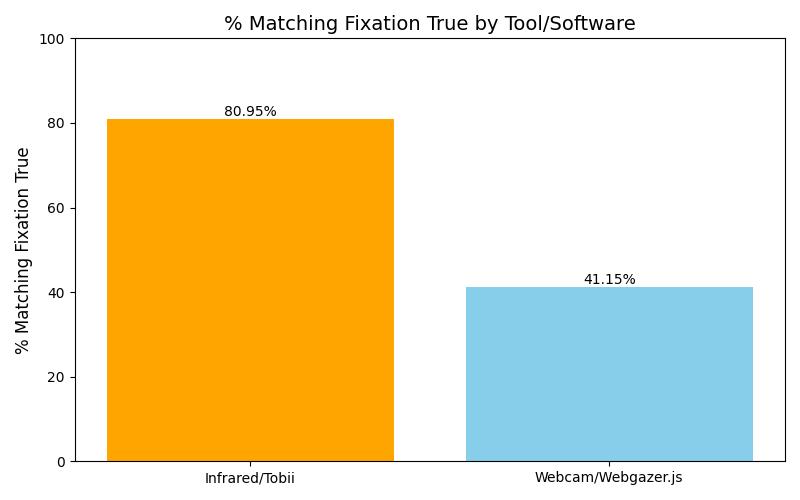 % Matching Fixation True by Tool/Software
% Matching Fixation True
100
80
60
40
20
0
80.95%
41.15%
Infrared/Tobii
Webcam/Webgazer.js